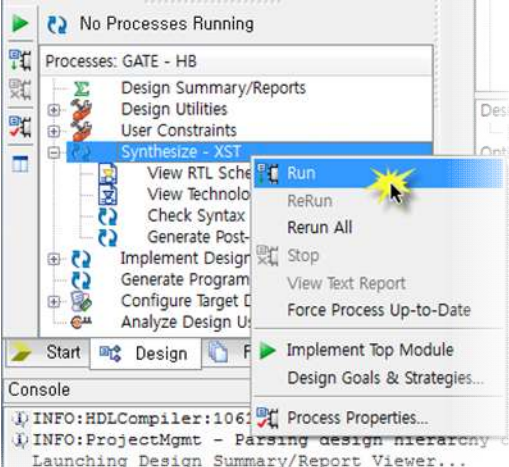 No Processes Running
Processes: GATE - HB
Design Summary/Reports
Design Utilities
User Constraints
Synthesize - XST
View RTL Sche
View Technolo
Check Syntax
Generate Post-
Implement Design
Generate Program
Configure Target D
Analyze Design Us
Run
ReRun
Rerun All
Stop
View Text Report
Force Process Up-to-Date
Implement Top Module
Design Goals & Strategies...
Process Properties...
Des
Start
Design
F
Console
INFO:HDLCompiler:1061
INFO:ProjectMgmt - Parsing design hierarchy c
Launching Design Summary/Report Viewer...